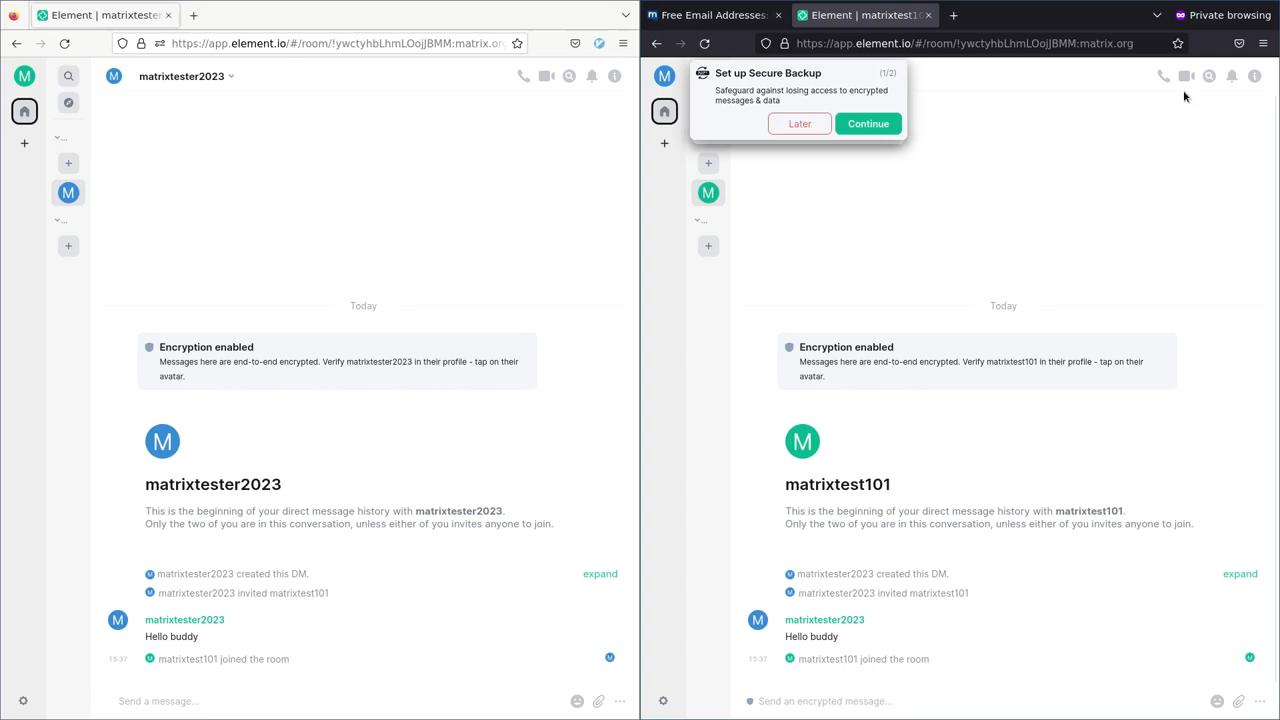 Element | matrixtester
https://app.element.io/#/room/!ywctyhbLhmLOojJBMM:matrix.or
M
matrixtester2023
...
M
...
Today
Encryption enabled
Messages here are end-to-end encrypted. Verify matrixtester2023 in their profile - tap on their
avatar.
M
matrixtester2023
This is the beginning of your direct message history with matrixtester2023.
Only the two of you are in this conversation, unless either of you invites anyone to join.
M matrixtester2023 created this DM.
expand
M matrixtester2023 invited matrixtest101
M
matrixtester2023
Hello buddy
15:37
M matrixtest101 joined the room
M
Send a message...
Free Email Addresses:
Element | matrixtest10
Private browsing
https://app.element.io/#/room/!ywctyhbLhmLOojJBMM:matrix.org
M
Set up Secure Backup
(1/2)
Safeguard against losing access to encrypted
messages & data
Later
Continue
M
...
Today
Encryption enabled
Messages here are end-to-end encrypted. Verify matrixtest101 in their profile - tap on their
avatar.
M
matrixtest101
This is the beginning of your direct message history with matrixtest101.
Only the two of you are in this conversation, unless either of you invites anyone to join.
M matrixtester2023 created this DM.
expand
M matrixtester2023 invited matrixtest101
M
matrixtester2023
Hello buddy
15:37
M matrixtest101 joined the room
M
Send an encrypted message...